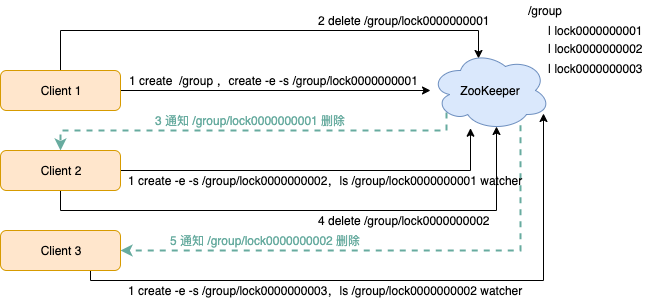 /group
2 delete /group/lock0000000001
l lock0000000001
l lock0000000002
l lock0000000003
Client 1
1 create /group ，create -e -s /group/lock0000000001
ZooKeeper
3 通知 /group/lock0000000001 删除
Client 2
1 create -e -s /group/lock0000000002，ls /group/lock0000000001 watcher
4 delete /group/lock0000000002
5 通知 /group/lock0000000002 删除
Client 3
1 create -e -s /group/lock0000000003，ls /group/lock0000000002 watcher